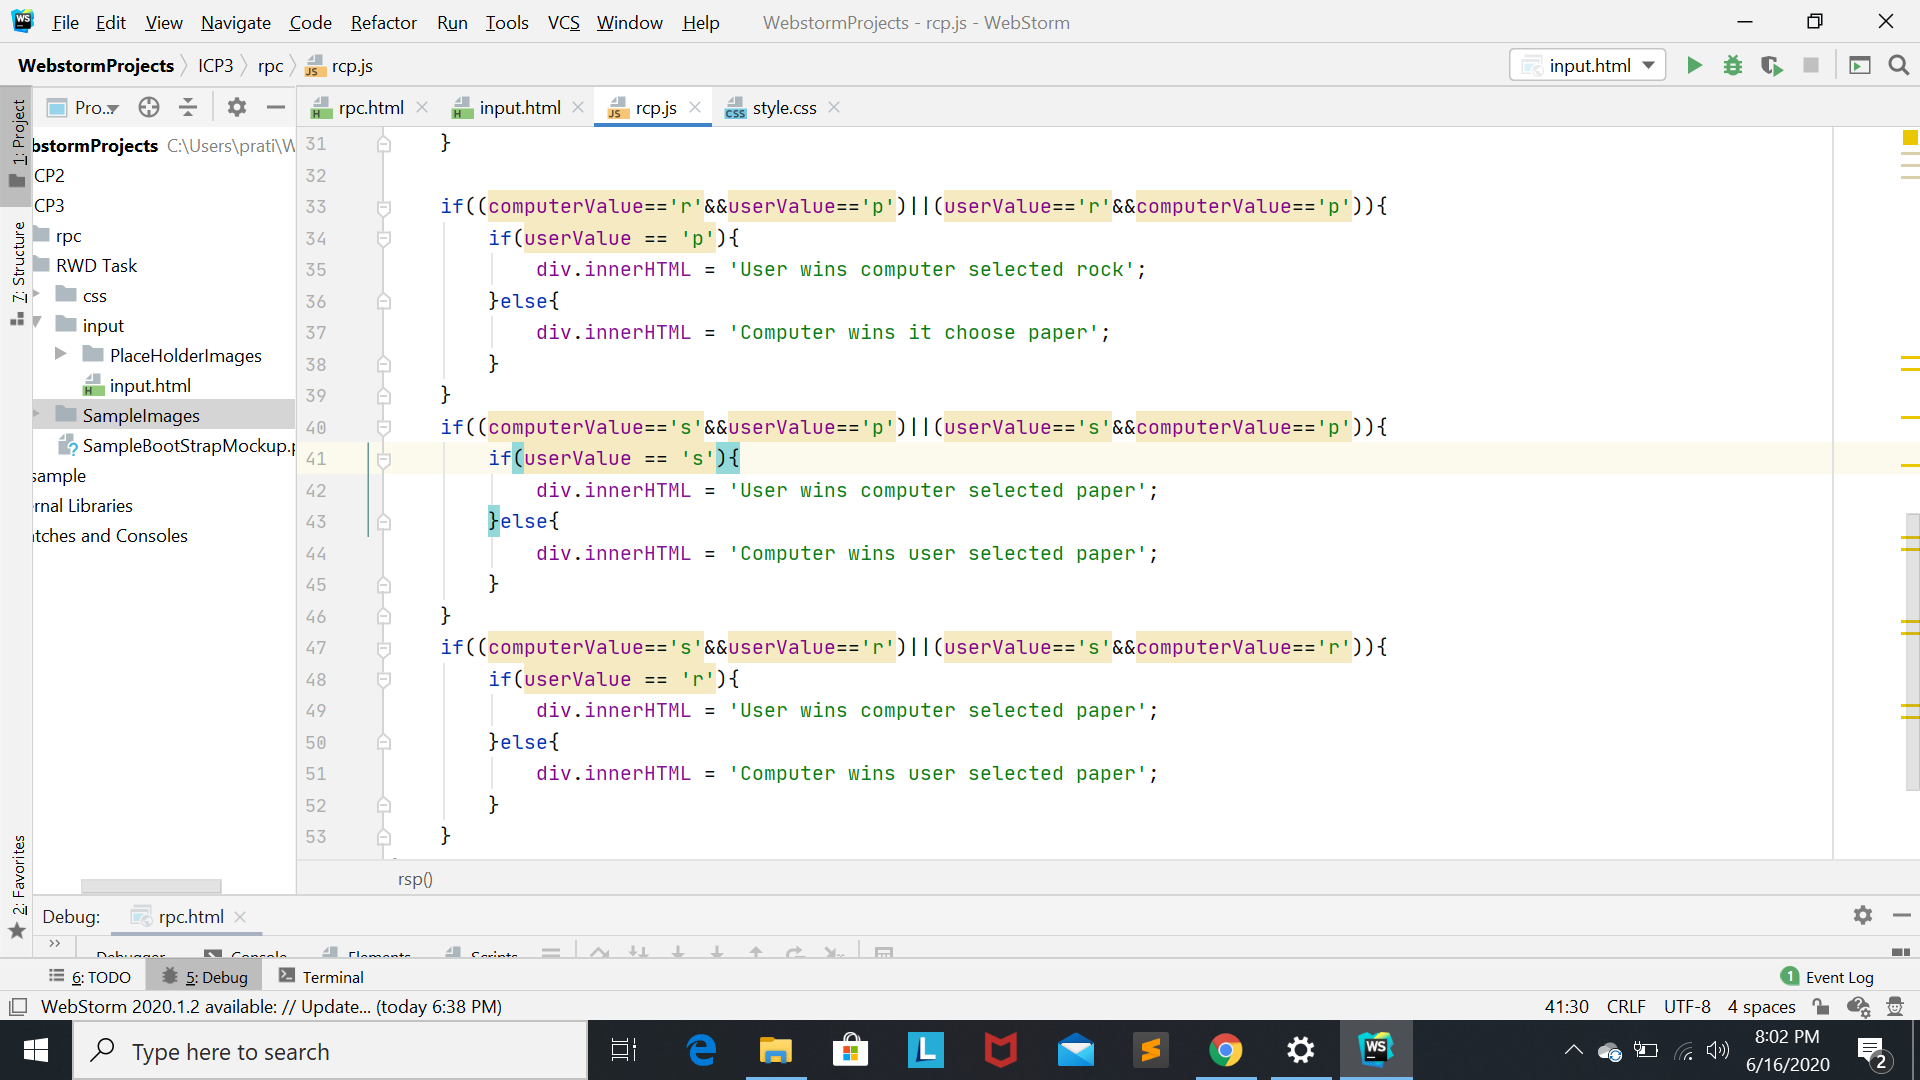 File Edit View Navigate Code Refactor Run Tools VCS Window Help WebstormProjects - rcp.js - WebStorm
WebstormProjects ICP3 rpc rcp.js input.html
1: Project
7: Structure
2: Favorites
Pro..
rpc.html input.html rcp.js style.css
bstormProjects C:\Users\prati\W
CP2
CP3
rpc
RWD Task
css
input
PlaceHolderImages
input.html
SampleImages
SampleBootStrapMockup.p
sample
rnal Libraries
tches and Consoles
31 }
32
33 if((computerValue=='r'&&userValue=='p')||(userValue=='r'&&computerValue=='p')){
34 if(userValue == 'p'){
35 div.innerHTML = 'User wins computer selected rock';
36 }else{
37 div.innerHTML = 'Computer wins it choose paper';
38 }
39 }
40 if((computerValue=='s'&&userValue=='p')||(userValue=='s'&&computerValue=='p')){
41 if(userValue == 's'){
42 div.innerHTML = 'User wins computer selected paper';
43 }else{
44 div.innerHTML = 'Computer wins user selected paper';
45 }
46 }
47 if((computerValue=='s'&&userValue=='r')||(userValue=='s'&&computerValue=='r')){
48 if(userValue == 'r'){
49 div.innerHTML = 'User wins computer selected paper';
50 }else{
51 div.innerHTML = 'Computer wins user selected paper';
52 }
53 }
rsp()
Debug: rpc.html
Debugger Console Elements Scripts
6: TODO 5: Debug Terminal 1 Event Log
WebStorm 2020.1.2 available: // Update... (today 6:38 PM) 41:30 CRLF UTF-8 4 spaces
Type here to search
8:02 PM
6/16/2020
2